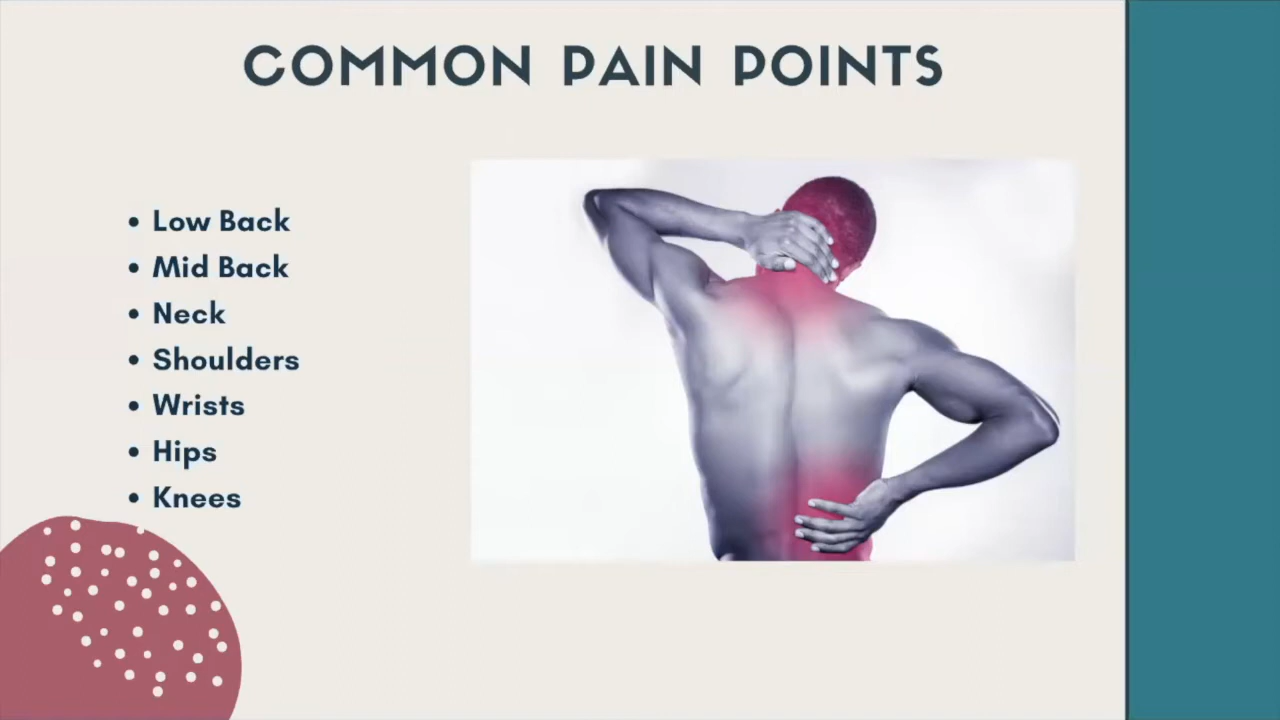 COMMON PAIN POINTS
• Low Back
• Mid Back
• Neck
• Shoulders
• Wrists
• Hips
• Knees